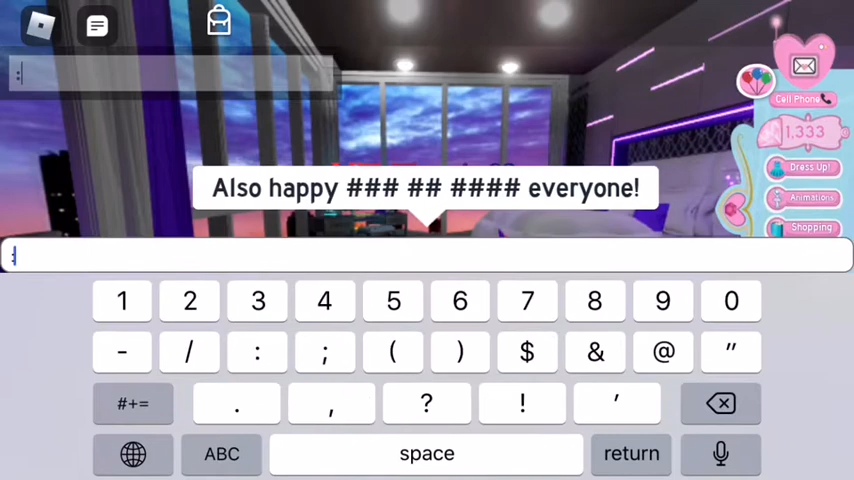 :
Cell Phone
1,333
Also happy ### ## #### everyone!
Dress Up!
Animations
Shopping
:
1 2 3 4 5 6 7 8 9 0
- / : ; ( ) $ & @ "
#+= . , ? ! '
ABC space return